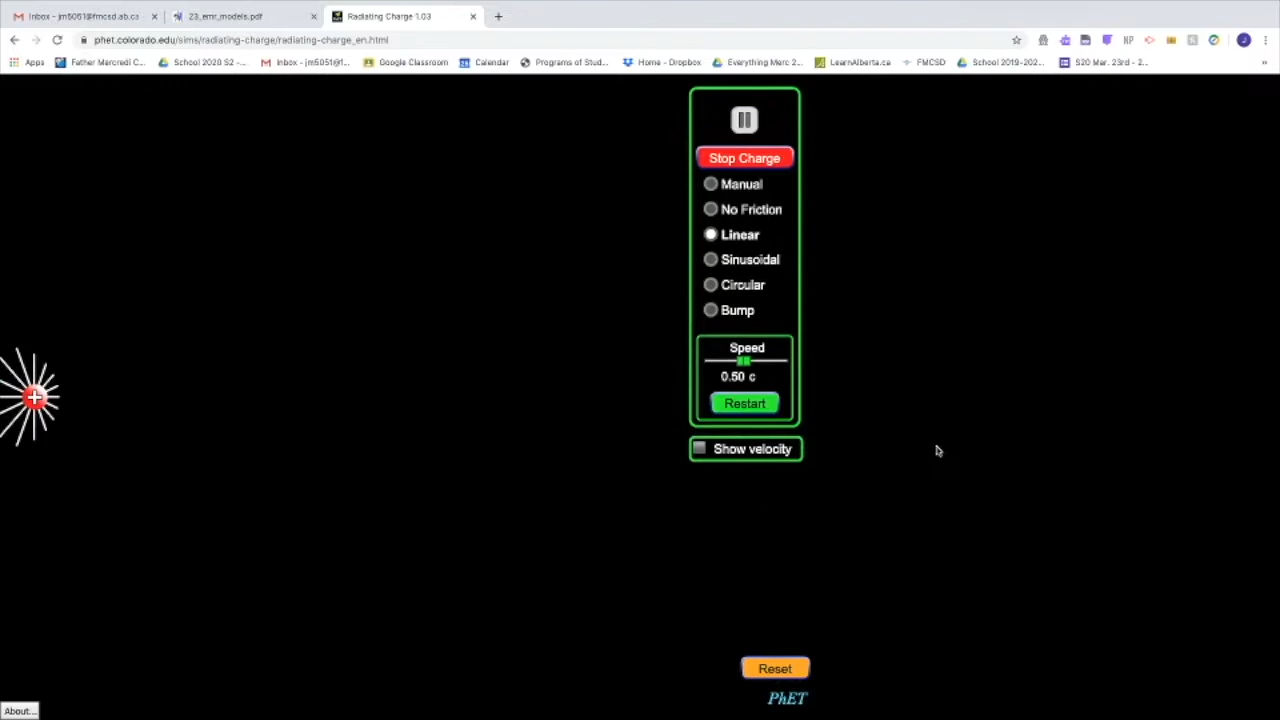 Inbox - jm5051@fmcsd.ab.ca
23_emr_models.pdf
Radiating Charge 1.03
phet.colorado.edu/sims/radiating-charge/radiating-charge_en.html
Apps
Father Mercredi C...
School 2020 S2 -...
Inbox - jm5051@f...
Google Classroom
Calendar
Programs of Stud...
Home - Dropbox
Everything Merc 2...
LearnAlberta.ca
FMCSD
School 2019-202...
S20 Mar. 23rd - 2...
»
Stop Charge
Manual
No Friction
Linear
Sinusoidal
Circular
Bump
Speed
0.50 c
Restart
Show velocity
+
Reset
PhET
About...